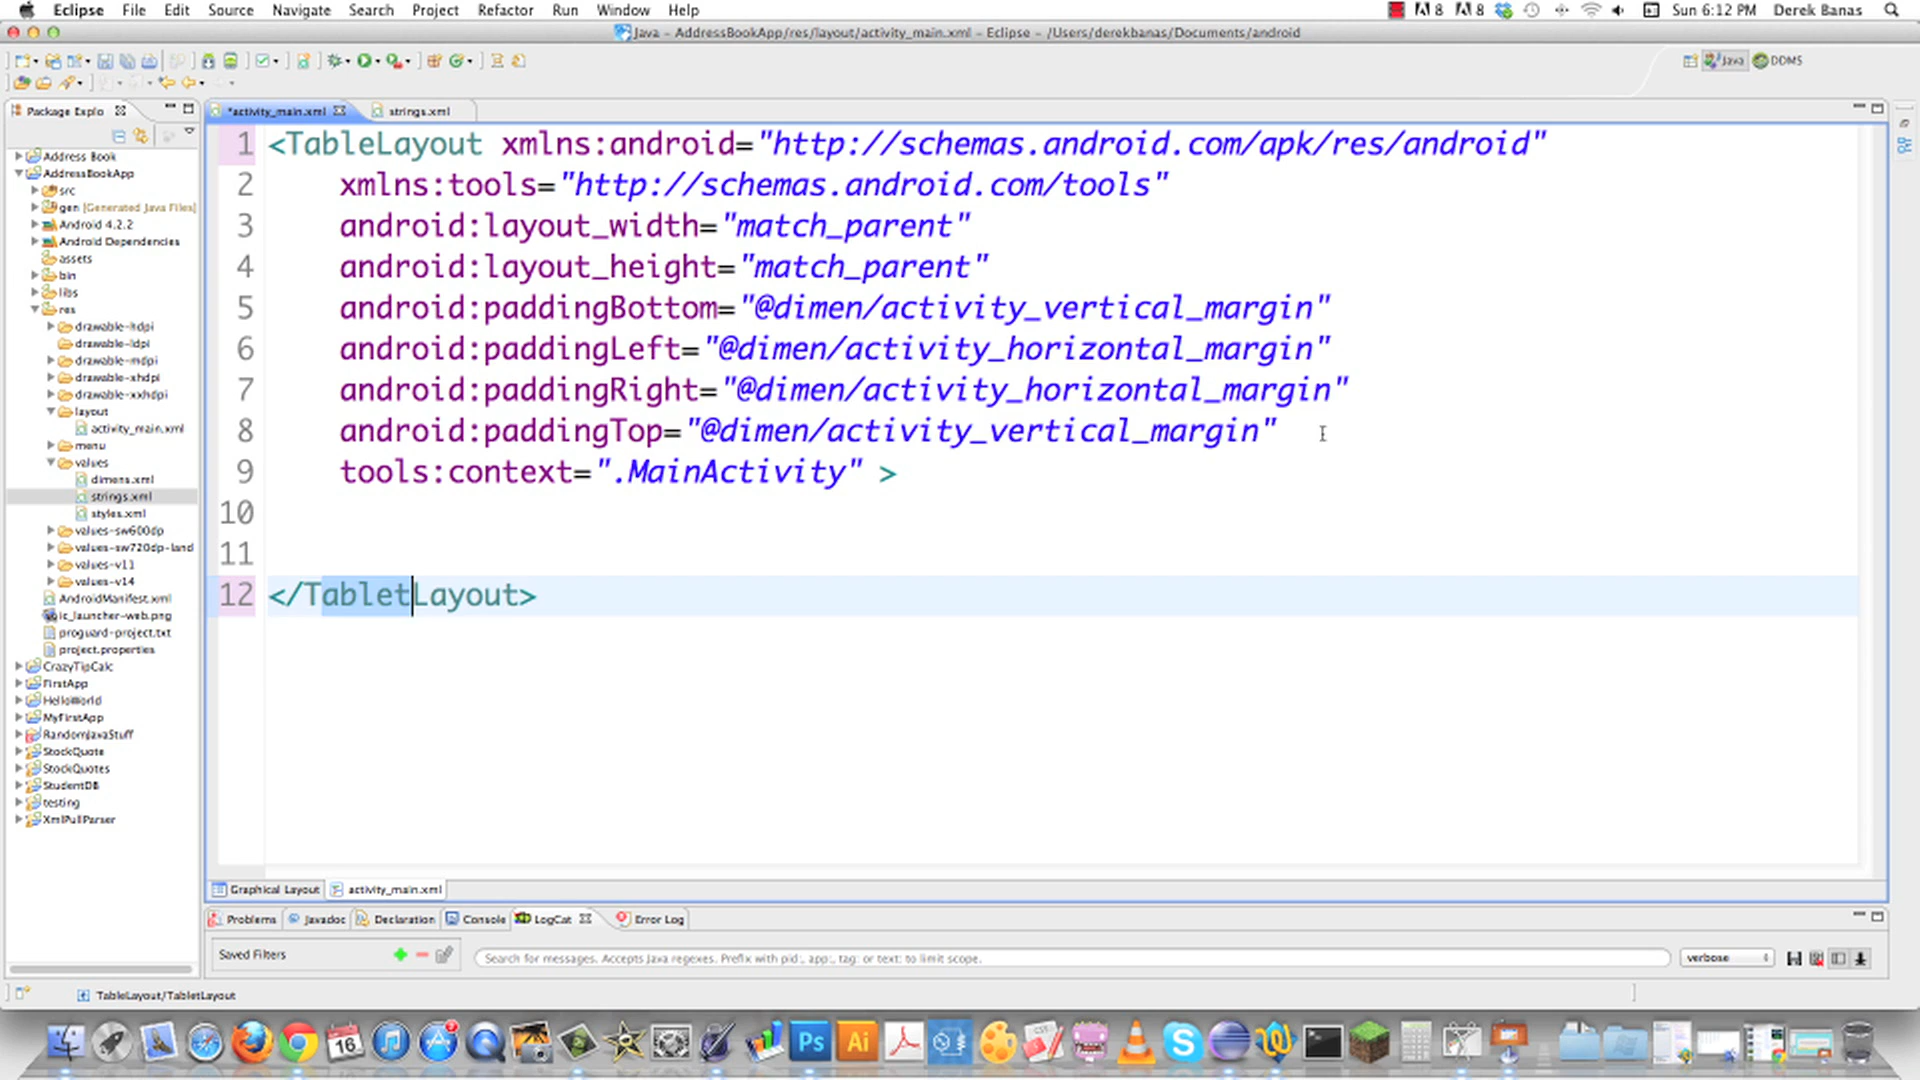 Eclipse File Edit Source Navigate Search Project Refactor Run Window Help
8 8 Sun 6:12 PM Derek Banas
Java – AddressBookApp/res/layout/activity_main.xml – Eclipse – /Users/derekbanas/Documents/android
Java DDMS
Package Explo
*activity_main.xml strings.xml
Address Book
AddressBookApp
src
gen [Generated Java Files]
Android 4.2.2
Android Dependencies
assets
bin
libs
res
drawable-hdpi
drawable-ldpi
drawable-mdpi
drawable-xhdpi
drawable-xxhdpi
layout
activity_main.xml
menu
values
dimens.xml
strings.xml
styles.xml
values-sw600dp
values-sw720dp-land
values-v11
values-v14
AndroidManifest.xml
ic_launcher-web.png
proguard-project.txt
project.properties
CrazyTipCalc
FirstApp
HelloWorld
MyFirstApp
RandomJavaStuff
StockQuote
StockQuotes
StudentDB
testing
XmlPullParser
1 <TableLayout xmlns:android="http://schemas.android.com/apk/res/android"
2 xmlns:tools="http://schemas.android.com/tools"
3 android:layout_width="match_parent"
4 android:layout_height="match_parent"
5 android:paddingBottom="@dimen/activity_vertical_margin"
6 android:paddingLeft="@dimen/activity_horizontal_margin"
7 android:paddingRight="@dimen/activity_horizontal_margin"
8 android:paddingTop="@dimen/activity_vertical_margin"
9 tools:context=".MainActivity" >
10
11
12 </TabletLayout>
Graphical Layout activity_main.xml
Problems Javadoc Declaration Console LogCat Error Log
Saved Filters
Search for messages. Accepts Java regexes. Prefix with pid:, app:, tag: or text: to limit scope.
verbose
TableLayout/TabletLayout
16
Ps
Ai